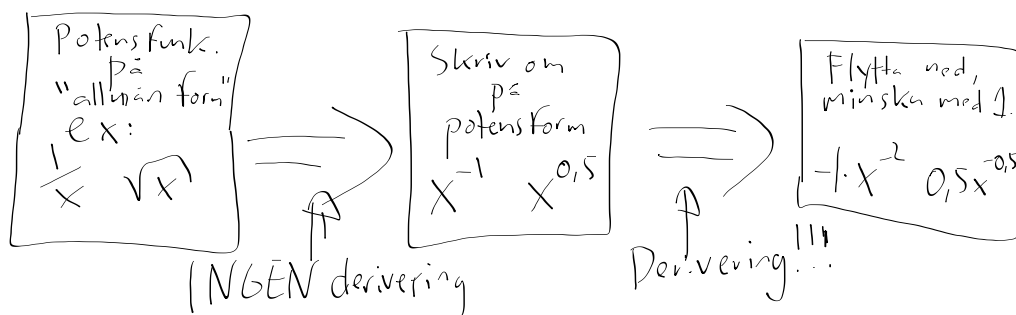 Potensfunk.
på
"allmän form"
ex:
1/x √x
INGEN derivering
Skriv om
på
potensform
x^-1 x^0,5
Derivering!!!
Flytta ned,
minska med 1.
-1·x^-2 0,5x^-0,5